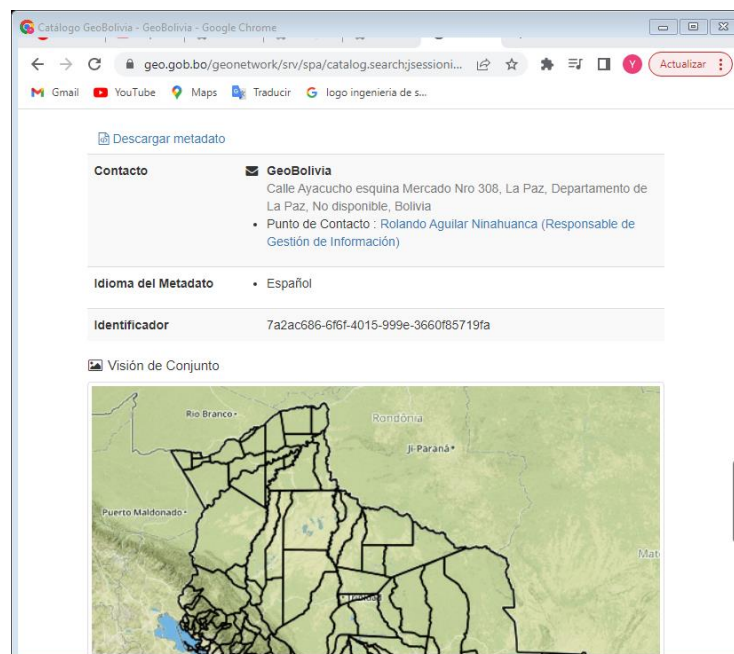 Catálogo GeoBolivia - GeoBolivia - Google Chrome
geo.gob.bo/geonetwork/srv/spa/catalog.search;jsessioni...
Y
Actualizar
Gmail
YouTube
Maps
Traducir
logo ingenieria de s...
Descargar metadato
Contacto
GeoBolivia
Calle Ayacucho esquina Mercado Nro 308, La Paz, Departamento de
La Paz, No disponible, Bolivia
Punto de Contacto : Rolando Aguilar Ninahuanca (Responsable de
Gestión de Información)
Idioma del Metadato
Español
Identificador
7a2ac686-6f6f-4015-999e-3660f85719fa
Visión de Conjunto
Rio Branco
Rondônia
Ji-Paraná
Puerto Maldonado
Mat
Trinidad